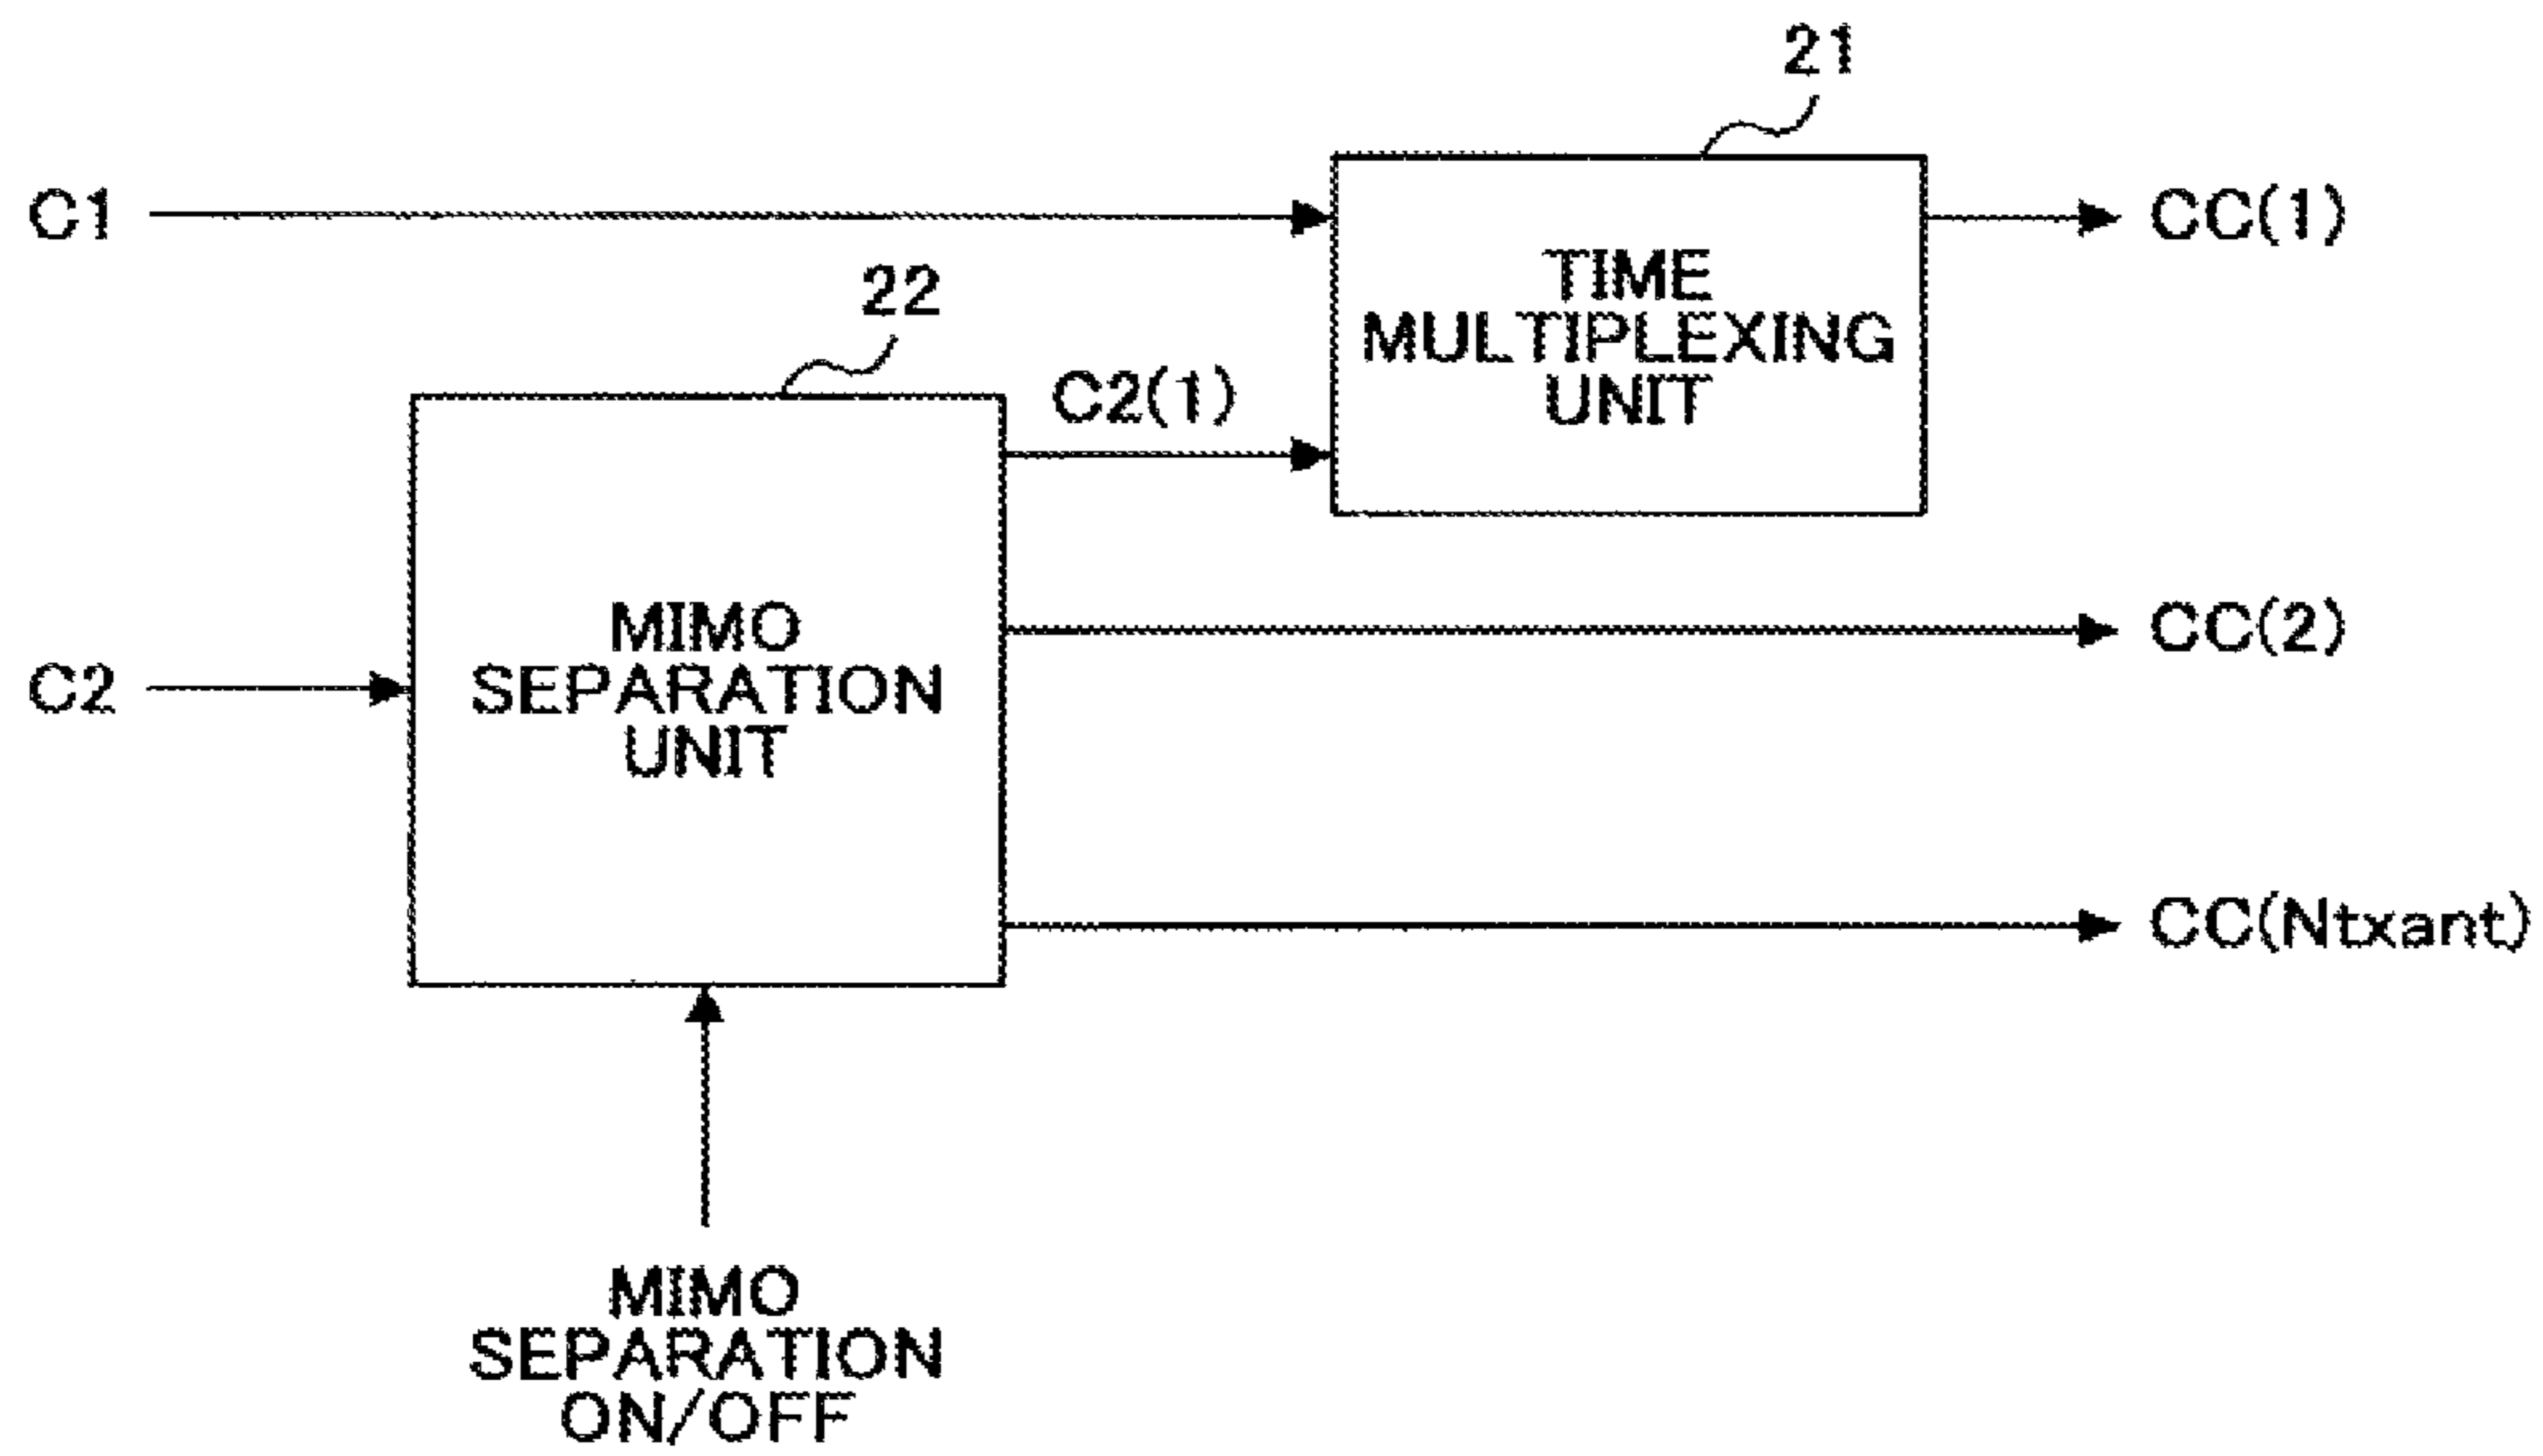 21
C1
CC(1)
22
TIME
MULTIPLEXING
UNIT
C2(1)
MIMO
SEPARATION
UNIT
CC(2)
C2
CC(Ntxant)
MIMO
SEPARATION
ON/OFF